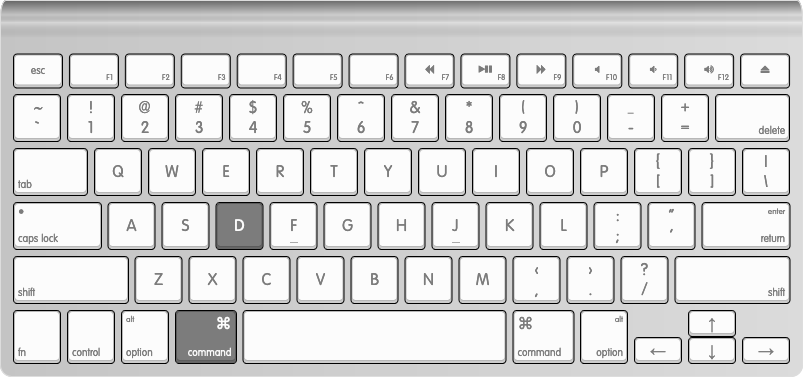 esc F1 F2 F3 F4 F5 F6 F7 F8 F9 F10 F11 F12
~ ! @ # $ % ^ & * ( ) _ +
` 1 2 3 4 5 6 7 8 9 0 - = delete
Q W E R T Y U I O P { } |
tab [ ] \
A S D F G H J K L : " enter
caps lock ; ' return
Z X C V B N M ‹ › ?
shift , . / shift
alt ⌘ ⌘ alt ↑
fn control option command command option ← ↓ →